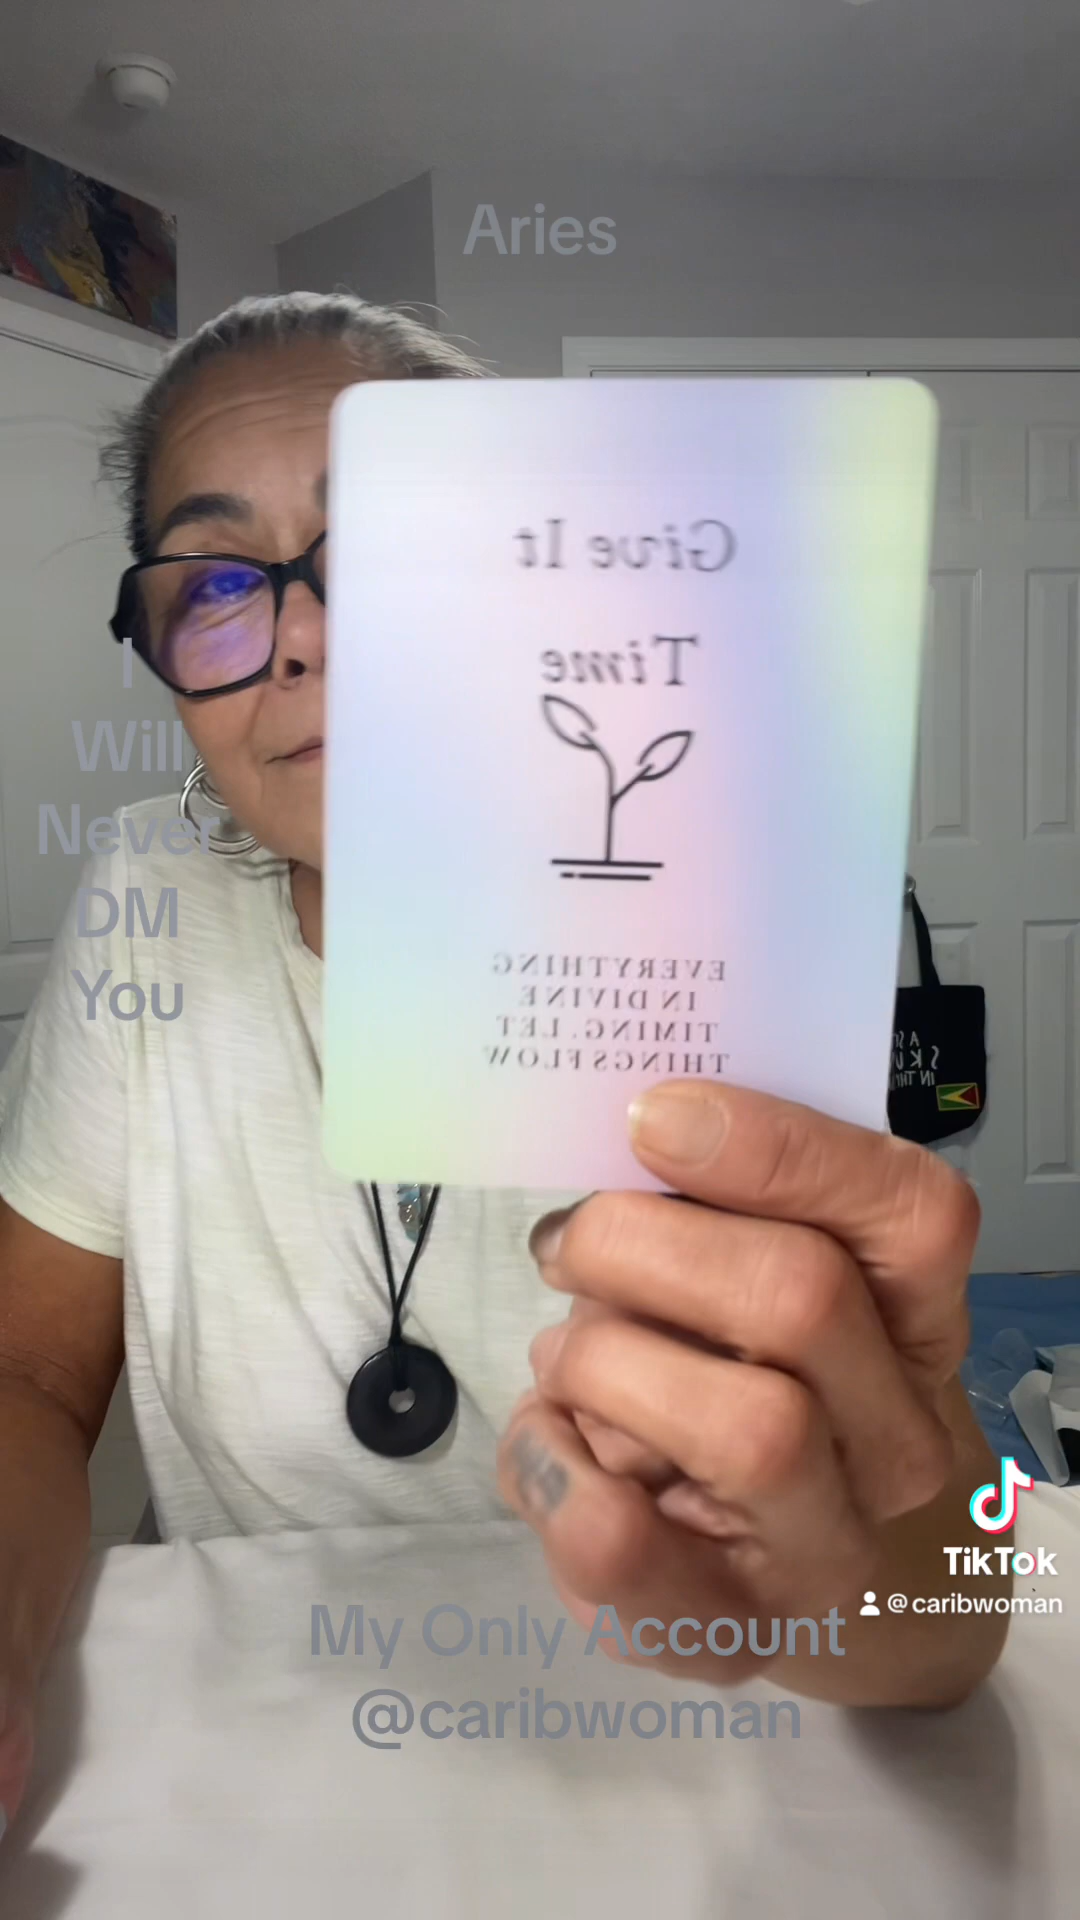 Aries
Give It
Time
I
Will
Never
DM
You
EVERYTHING
IN DIVINE
TIMING. LET
THINGS FLOW
TikTok
@caribwoman
My Only Account
@caribwoman